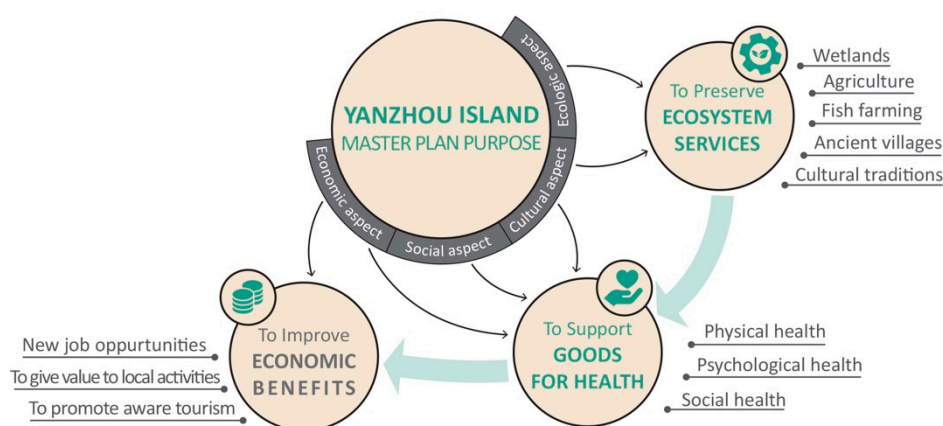 YANZHOU ISLAND
MASTER PLAN PURPOSE
Ecologic aspect
Cultural aspect
Social aspect
Economic aspect
To Preserve
ECOSYSTEM
SERVICES
Wetlands
Agriculture
Fish farming
Ancient villages
Cultural traditions
To Support
GOODS
FOR HEALTH
Physical health
Psychological health
Social health
To Improve
ECONOMIC
BENEFITS
New job oppurtunities
To give value to local activities
To promote aware tourism